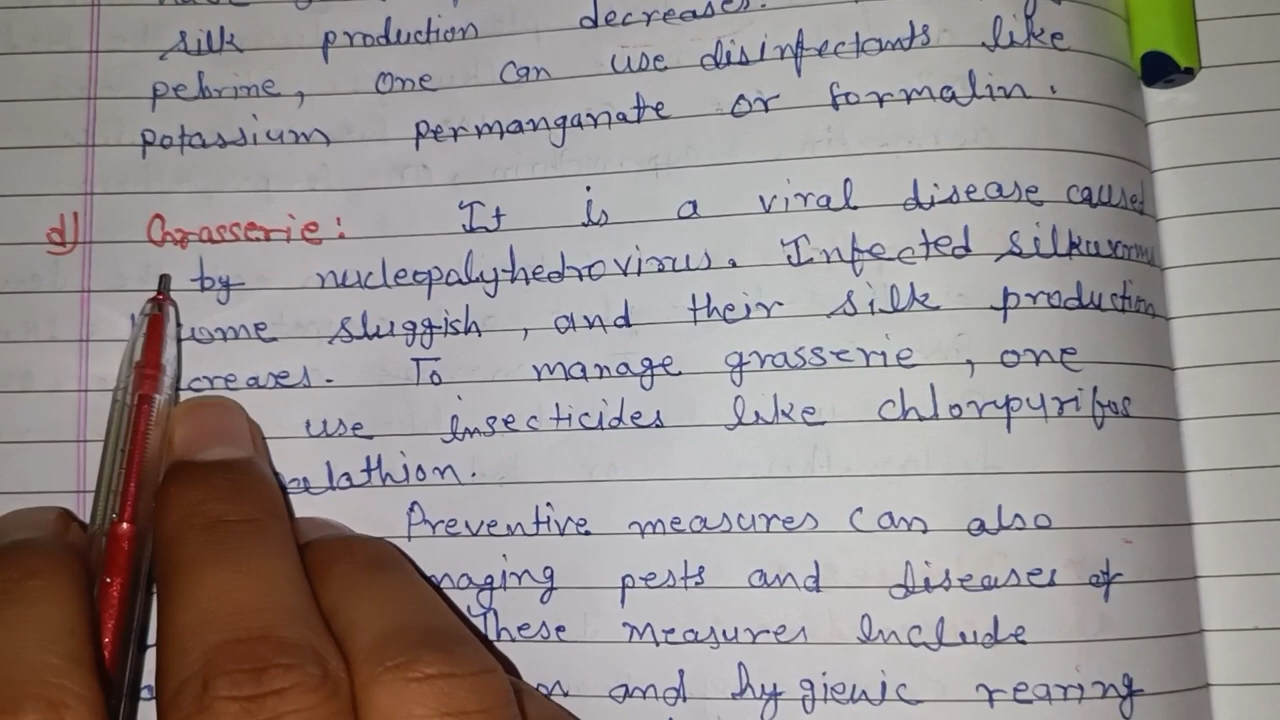 silk production decreases.
pebrine, one can use disinfectants like
potassium permanganate or formalin.
d) Grasserie: It is a viral disease caused
by nucleopalyhedrovirus. Infected silkworms
sluggish, and their silk production
To manage grasserie, one
use insecticides like chlorpyrifos
Preventive measures can also
pests and diseases of
These measures include
and hygienic rearing